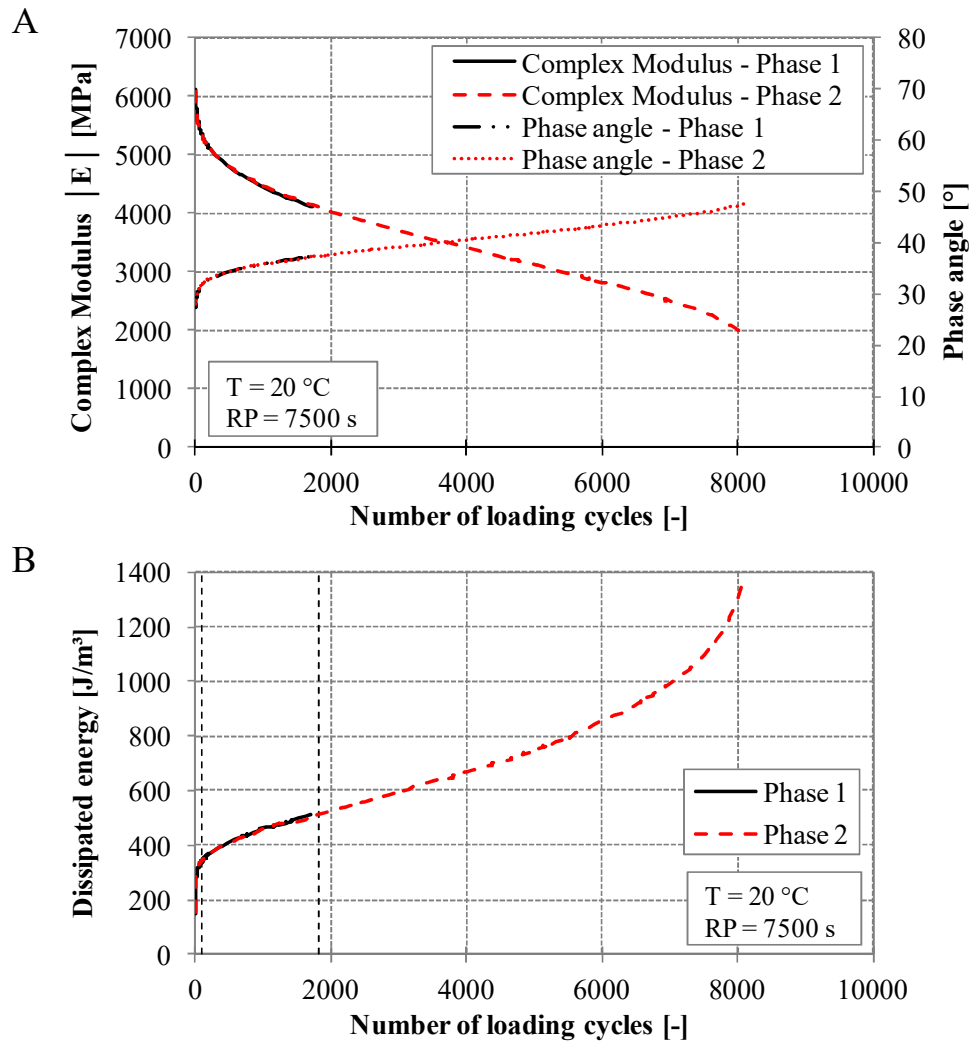 A
7000
6000
5000
4000
3000
2000
1000
0
Complex Modulus |E| [MPa]
80
70
60
50
40
30
20
10
0
Phase angle [°]
Complex Modulus - Phase 1
Complex Modulus - Phase 2
Phase angle - Phase 1
Phase angle - Phase 2
T = 20 °C
RP = 7500 s
0 2000 4000 6000 8000 10000
Number of loading cycles [-]
B
1400
1200
1000
800
600
400
200
0
Dissipated energy [J/m³]
Phase 1
Phase 2
T = 20 °C
RP = 7500 s
0 2000 4000 6000 8000 10000
Number of loading cycles [-]